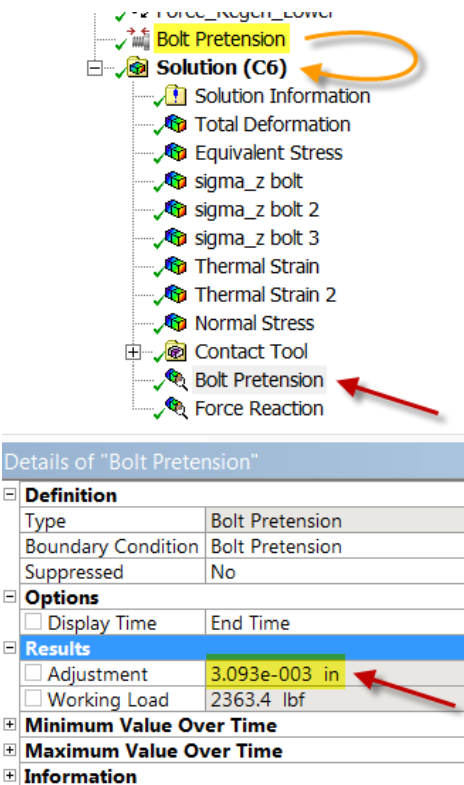 Force_Regen_Lower
Bolt Pretension
Solution (C6)
Solution Information
Total Deformation
Equivalent Stress
sigma_z bolt
sigma_z bolt 2
sigma_z bolt 3
Thermal Strain
Thermal Strain 2
Normal Stress
Contact Tool
Bolt Pretension
Force Reaction
Details of "Bolt Pretension"
Definition
Type Bolt Pretension
Boundary Condition Bolt Pretension
Suppressed No
Options
Display Time End Time
Results
Adjustment 3.093e-003 in
Working Load 2363.4 lbf
Minimum Value Over Time
Maximum Value Over Time
Information